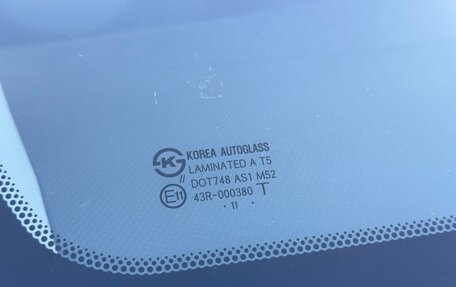 KOREA AUTOGLASS
LAMINATED A T5
DOT748 AS1 M52
E11 43R-000380 T
· 11 ·